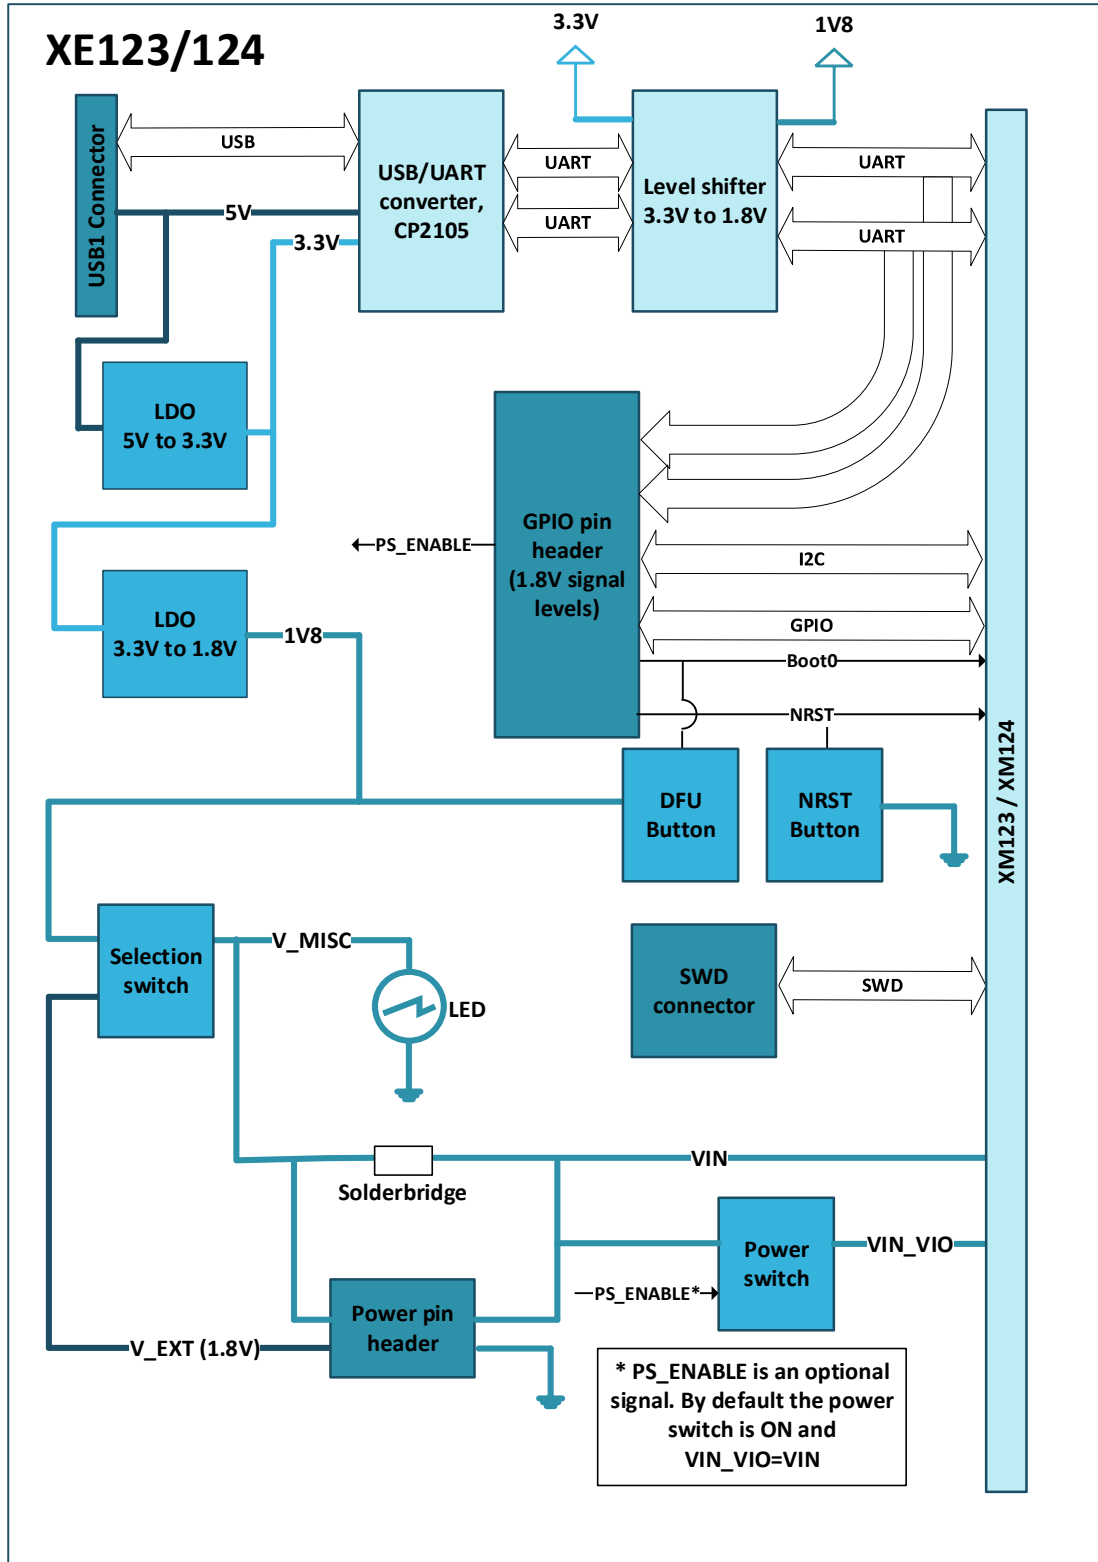 XE123/124
3.3V
1V8
USB1 Connector
USB
5V
3.3V
USB/UART
converter,
CP2105
UART
UART
Level shifter
3.3V to 1.8V
UART
UART
LDO
5V to 3.3V
GPIO pin
header
(1.8V signal
levels)
PS_ENABLE
I2C
GPIO
Boot0
NRST
LDO
3.3V to 1.8V
1V8
DFU
Button
NRST
Button
XM123 / XM124
Selection
switch
V_MISC
LED
SWD
connector
SWD
Solderbridge
VIN
Power
switch
VIN_VIO
PS_ENABLE*
Power pin
header
V_EXT (1.8V)
* PS_ENABLE is an optional
signal. By default the power
switch is ON and
VIN_VIO=VIN